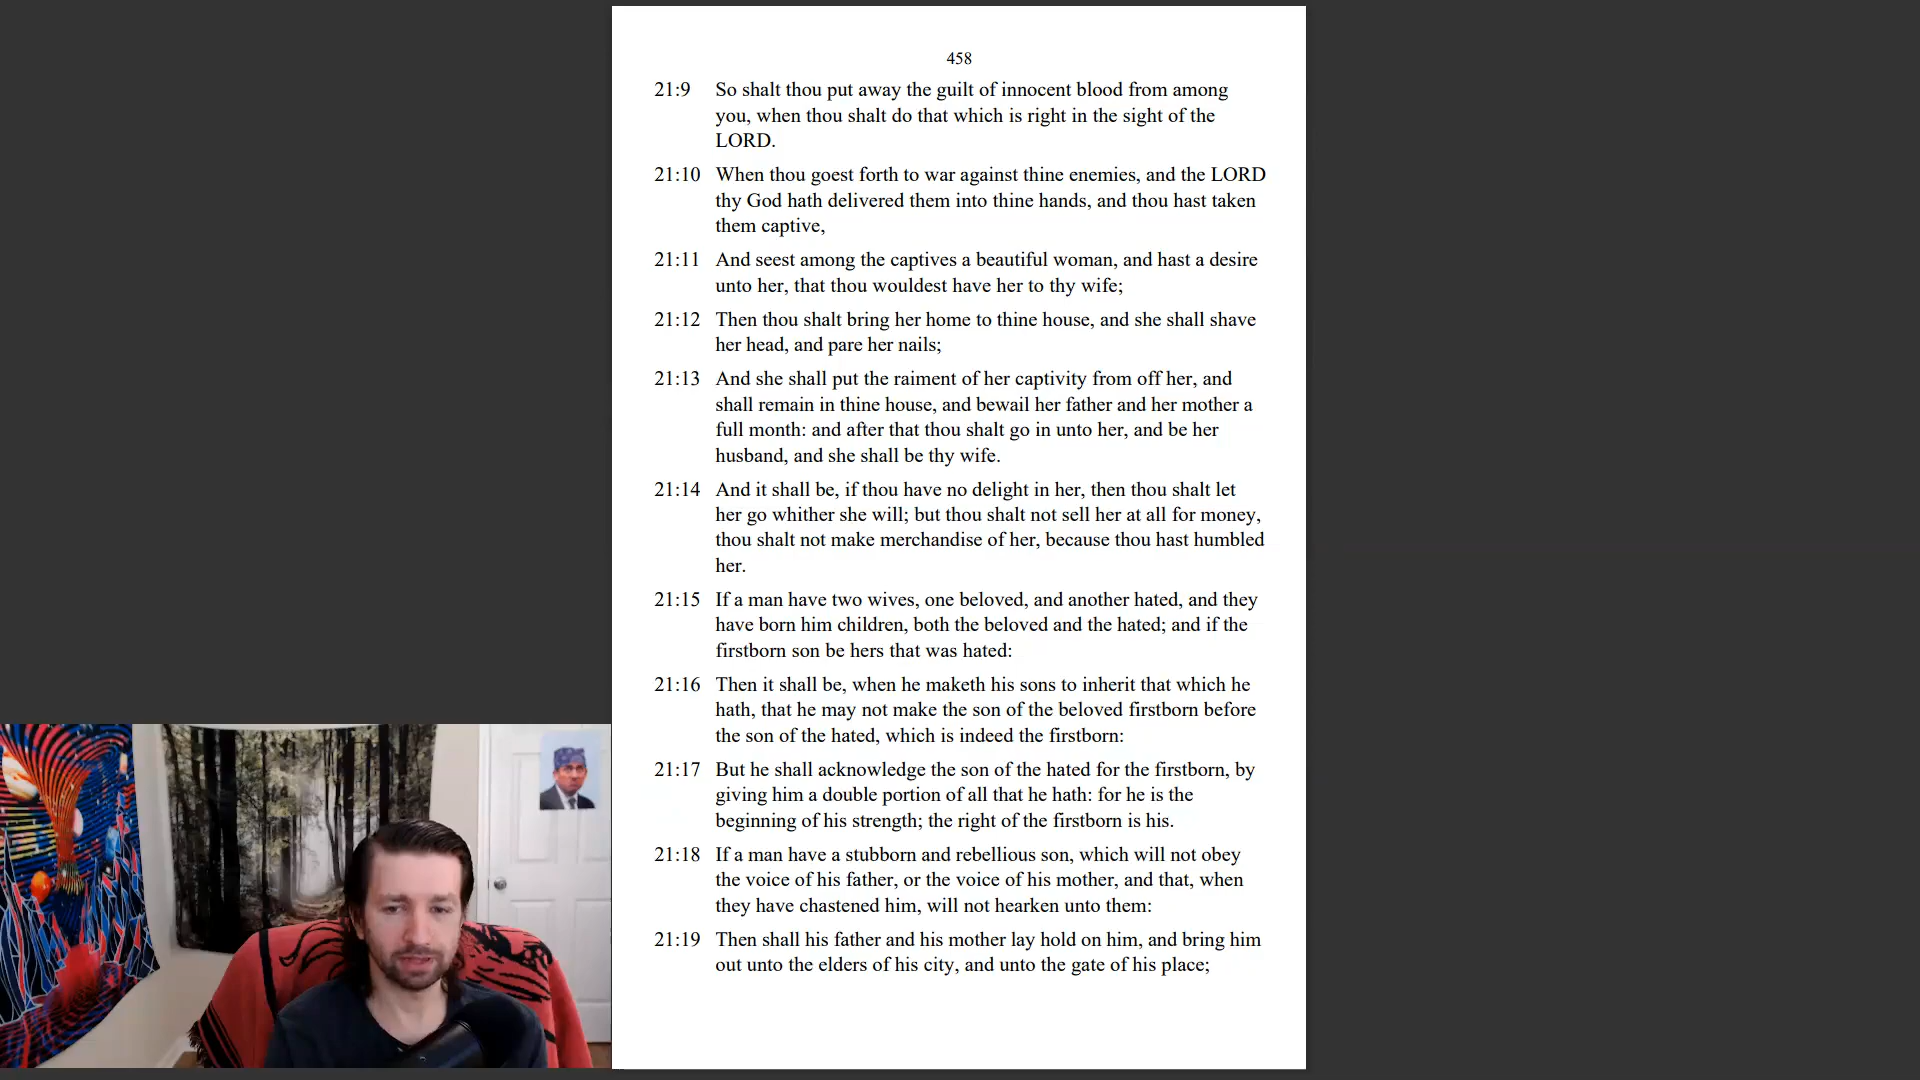 458
21:9 So shalt thou put away the guilt of innocent blood from among
you, when thou shalt do that which is right in the sight of the
LORD.
21:10 When thou goest forth to war against thine enemies, and the LORD
thy God hath delivered them into thine hands, and thou hast taken
them captive,
21:11 And seest among the captives a beautiful woman, and hast a desire
unto her, that thou wouldest have her to thy wife;
21:12 Then thou shalt bring her home to thine house, and she shall shave
her head, and pare her nails;
21:13 And she shall put the raiment of her captivity from off her, and
shall remain in thine house, and bewail her father and her mother a
full month: and after that thou shalt go in unto her, and be her
husband, and she shall be thy wife.
21:14 And it shall be, if thou have no delight in her, then thou shalt let
her go whither she will; but thou shalt not sell her at all for money,
thou shalt not make merchandise of her, because thou hast humbled
her.
21:15 If a man have two wives, one beloved, and another hated, and they
have born him children, both the beloved and the hated; and if the
firstborn son be hers that was hated:
21:16 Then it shall be, when he maketh his sons to inherit that which he
hath, that he may not make the son of the beloved firstborn before
the son of the hated, which is indeed the firstborn:
21:17 But he shall acknowledge the son of the hated for the firstborn, by
giving him a double portion of all that he hath: for he is the
beginning of his strength; the right of the firstborn is his.
21:18 If a man have a stubborn and rebellious son, which will not obey
the voice of his father, or the voice of his mother, and that, when
they have chastened him, will not hearken unto them:
21:19 Then shall his father and his mother lay hold on him, and bring him
out unto the elders of his city, and unto the gate of his place;